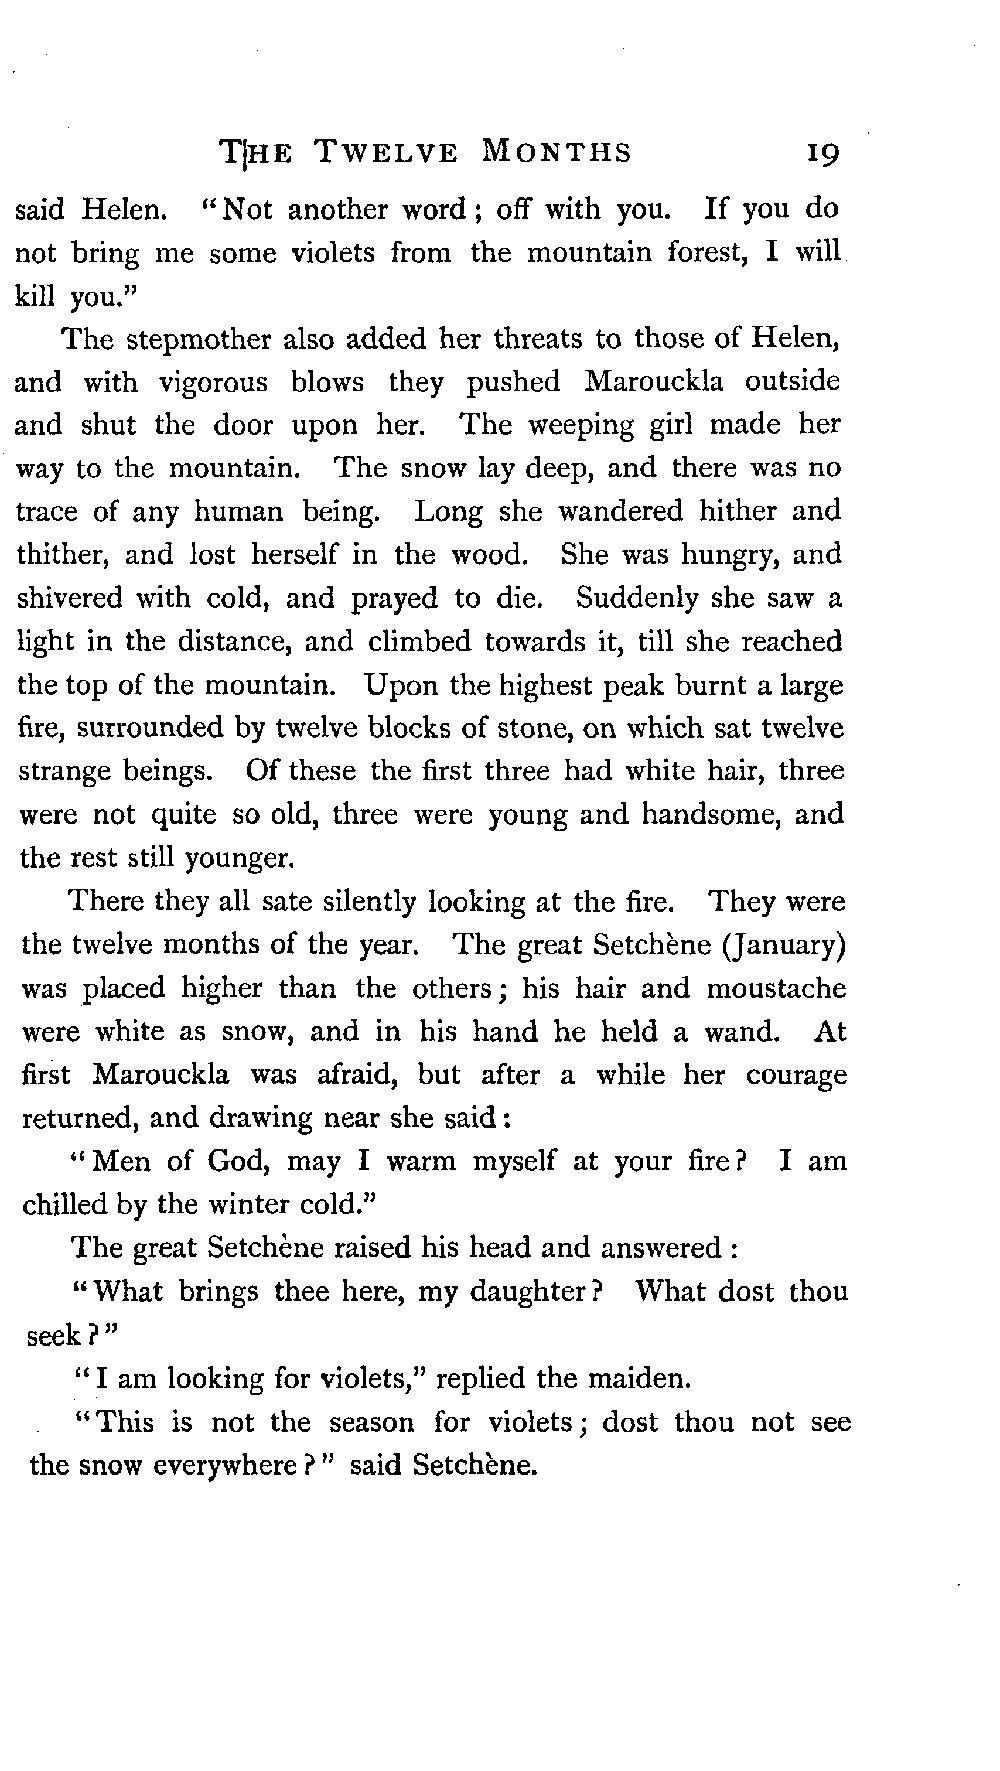 THE TWELVE MONTHS 19
said Helen. "Not another word; off with you. If you do
not bring me some violets from the mountain forest, I will
kill you."
The stepmother also added her threats to those of Helen,
and with vigorous blows they pushed Marouckla outside
and shut the door upon her. The weeping girl made her
way to the mountain. The snow lay deep, and there was no
trace of any human being. Long she wandered hither and
thither, and lost herself in the wood. She was hungry, and
shivered with cold, and prayed to die. Suddenly she saw a
light in the distance, and climbed towards it, till she reached
the top of the mountain. Upon the highest peak burnt a large
fire, surrounded by twelve blocks of stone, on which sat twelve
strange beings. Of these the first three had white hair, three
were not quite so old, three were young and handsome, and
the rest still younger.
There they all sate silently looking at the fire. They were
the twelve months of the year. The great Setchène (January)
was placed higher than the others; his hair and moustache
were white as snow, and in his hand he held a wand. At
first Marouckla was afraid, but after a while her courage
returned, and drawing near she said:
"Men of God, may I warm myself at your fire? I am
chilled by the winter cold."
The great Setchène raised his head and answered:
"What brings thee here, my daughter? What dost thou
seek?"
"I am looking for violets," replied the maiden.
"This is not the season for violets; dost thou not see
the snow everywhere?" said Setchène.